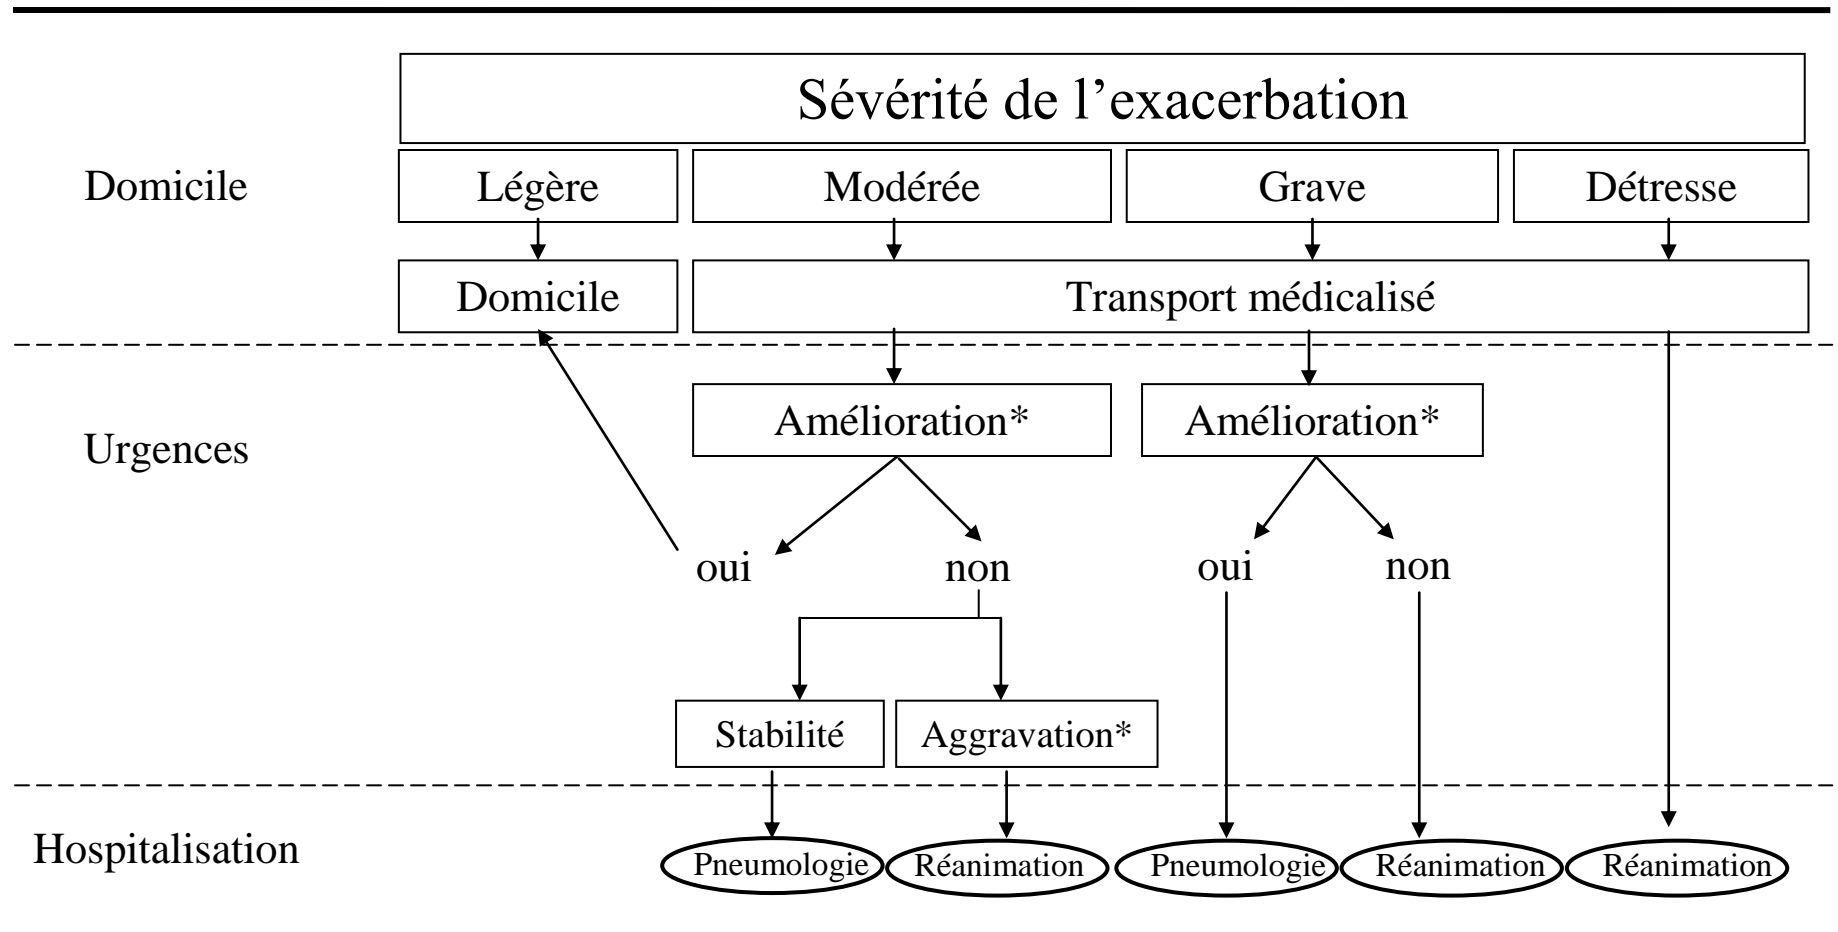 Sévérité de l’exacerbation
Domicile
Légère
Modérée
Grave
Détresse
Domicile
Transport médicalisé
Urgences
Amélioration*
Amélioration*
oui
non
oui
non
Stabilité
Aggravation*
Hospitalisation
Pneumologie
Réanimation
Pneumologie
Réanimation
Réanimation